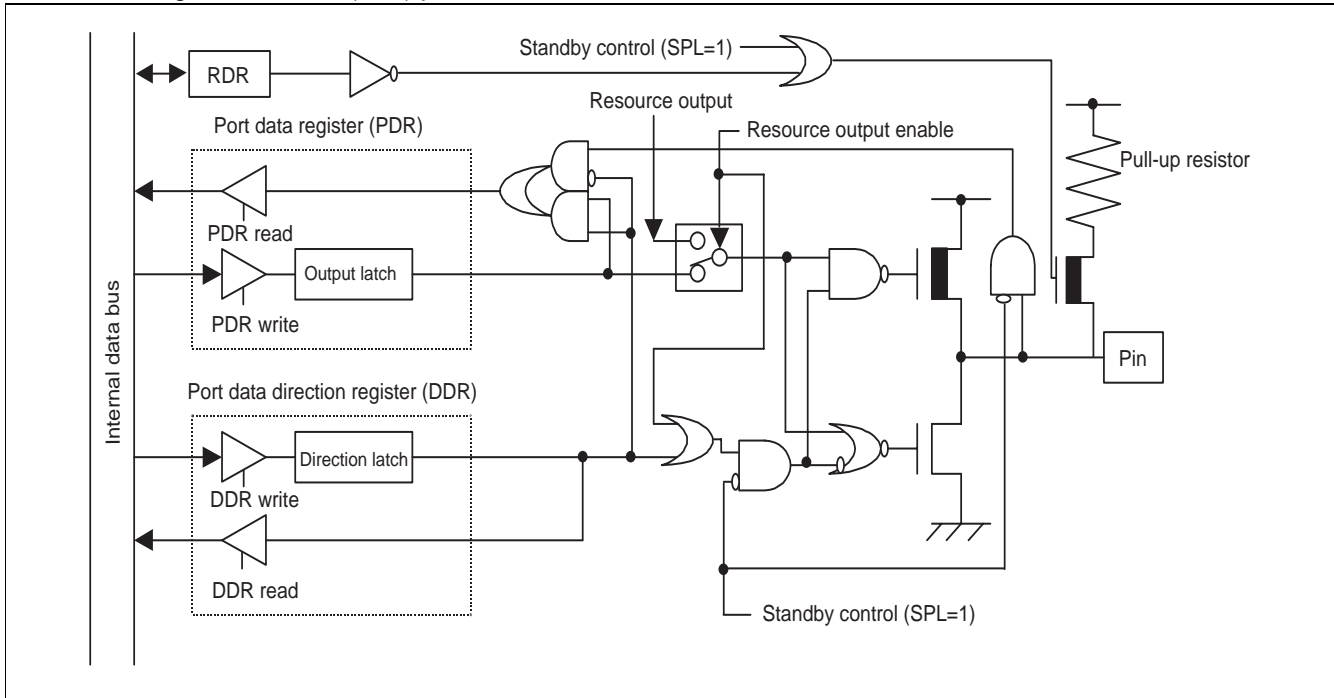 Standby control (SPL=1)
RDR
Resource output
Port data register (PDR)
Resource output enable
Pull-up resistor
PDR read
Output latch
PDR write
Internal data bus
Pin
Port data direction register (DDR)
Direction latch
DDR write
DDR read
Standby control (SPL=1)